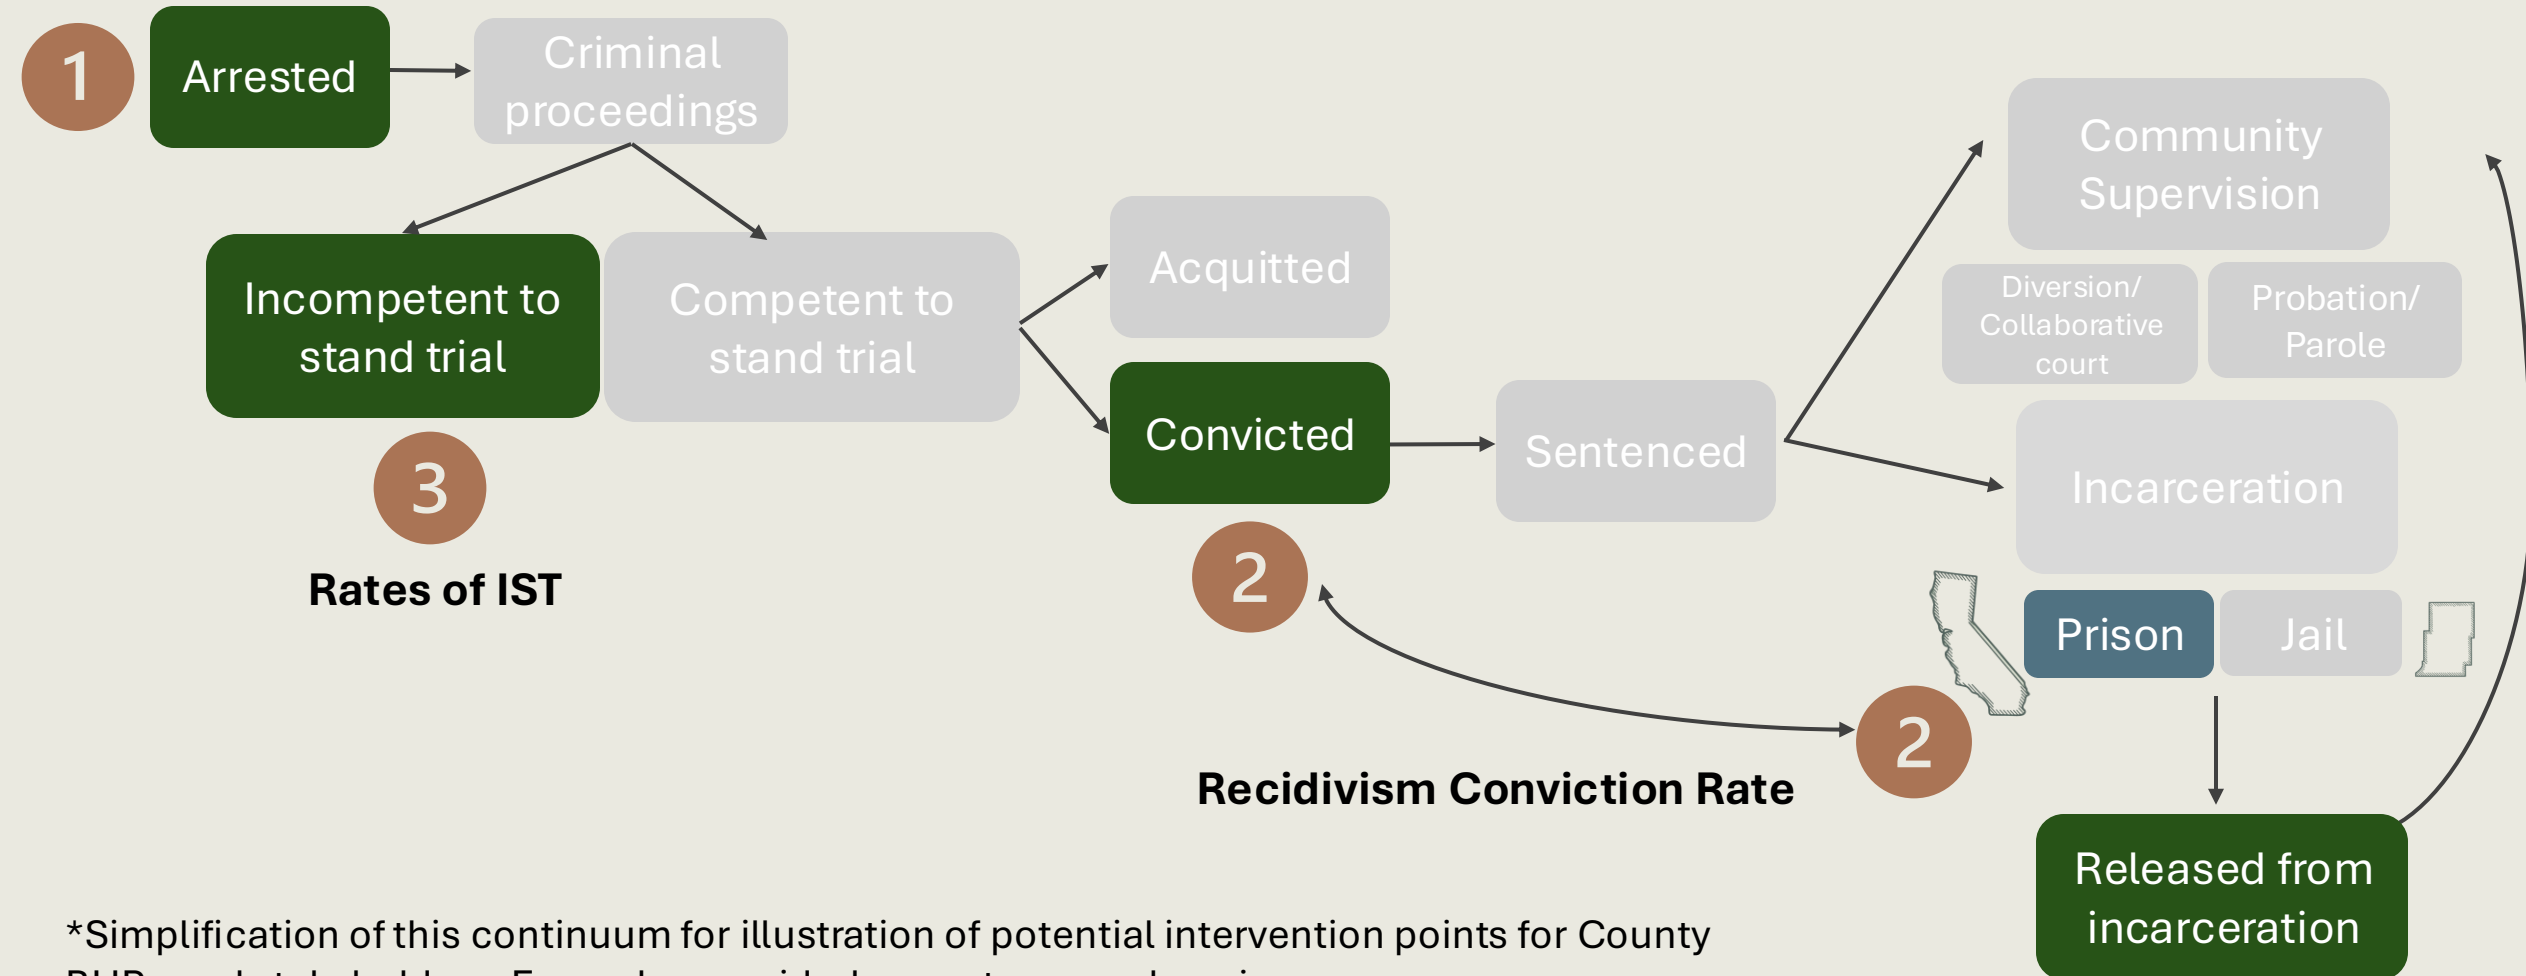 1
Arrested
Criminal
proceedings
Incompetent to
stand trial
Competent to
stand trial
3
Rates of IST
Acquitted
Convicted
2
Sentenced
Community
Supervision
Diversion/
Collaborative
court
Probation/
Parole
Incarceration
Prison
Jail
2
Recidivism Conviction Rate
Released from
incarceration
*Simplification of this continuum for illustration of potential intervention points for County